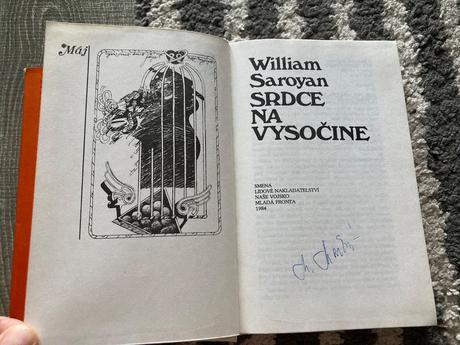 Máj
William
Saroyan
SRDCE
NA
VYSOČINE
SMENA
LIDOVÉ NAKLADATELSTVÍ
NAŠE VOJSKO
MLADÁ FRONTA
1984